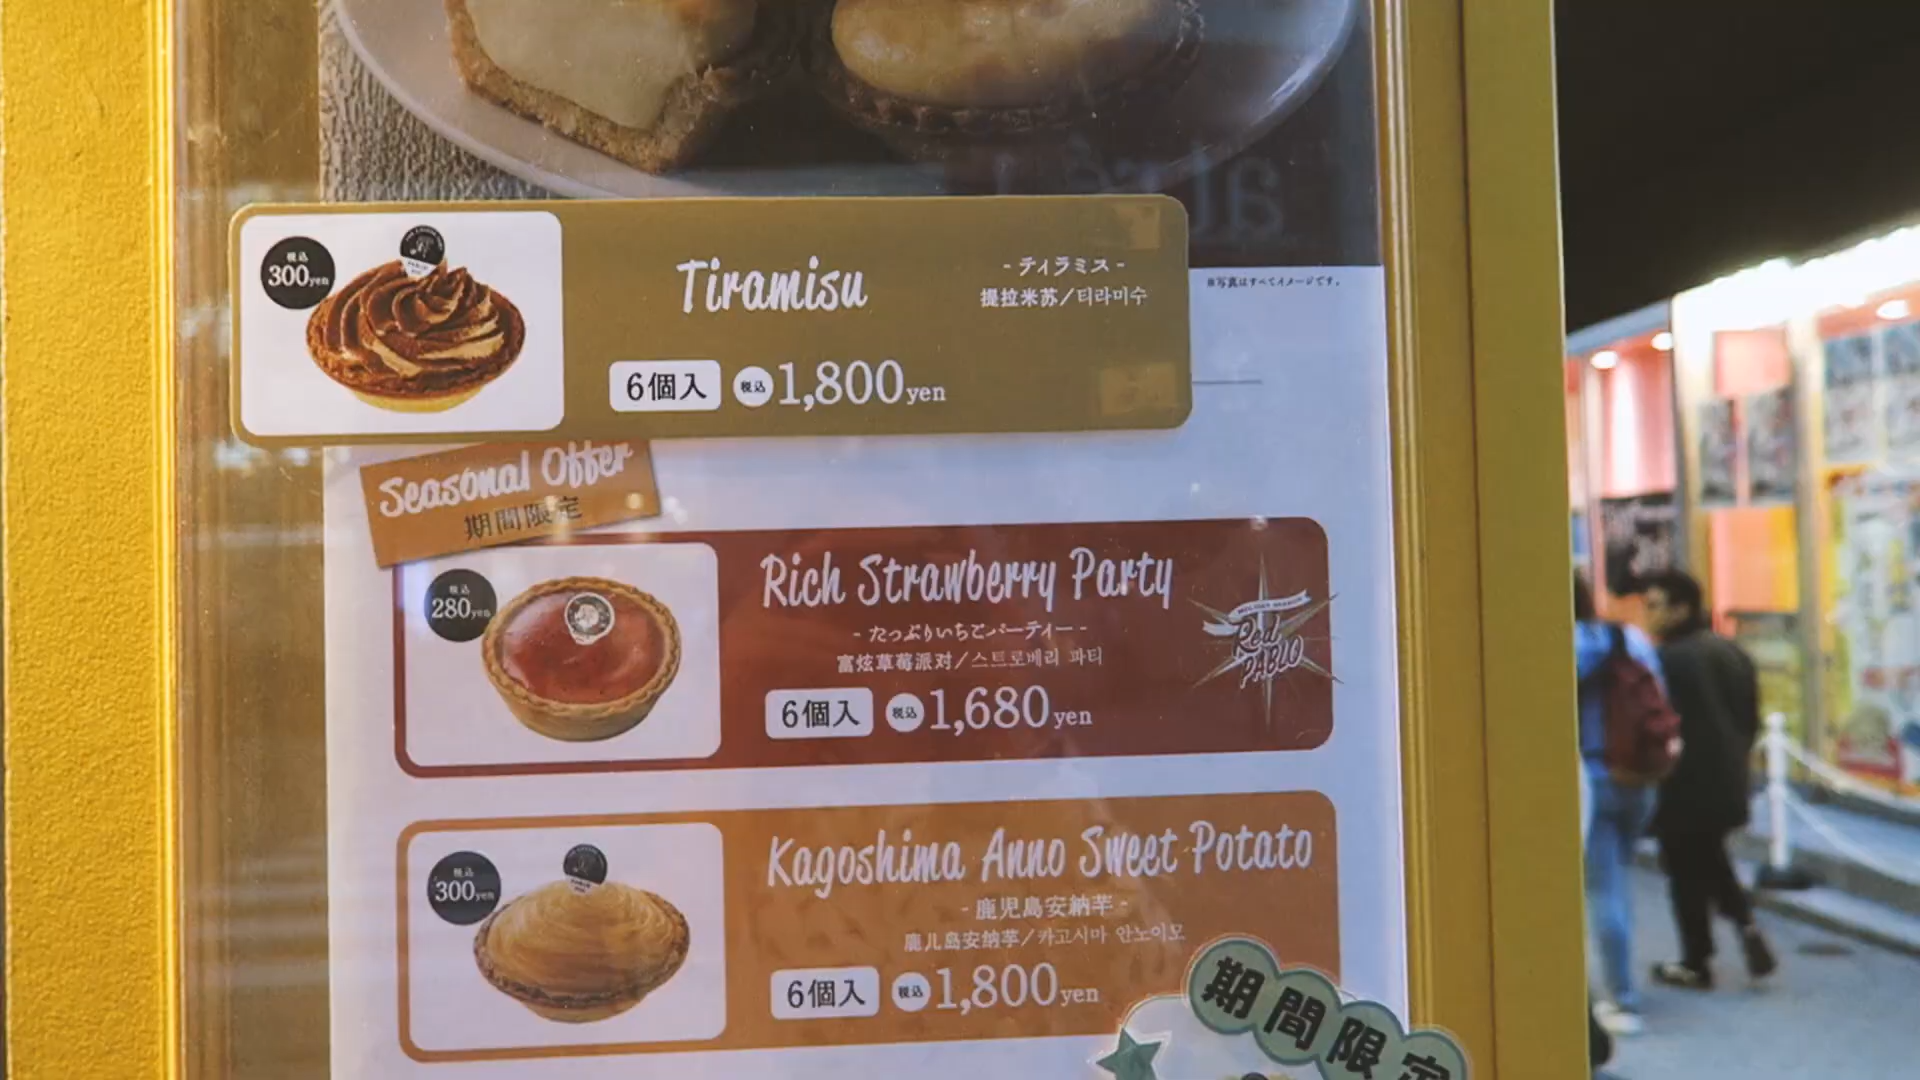 税込
300yen
Tiramisu
- ティラミス -
提拉米苏／티라미수
6個入 税込 1,800yen
※写真はすべてイメージです。
Seasonal Offer
期間限定
税込
280yen
Rich Strawberry Party
- たっぷりいちごパーティー -
富炫草莓派对／스트로베리 파티
6個入 税込 1,680yen
Red
PABLO
税込
300yen
Kagoshima Anno Sweet Potato
- 鹿児島安納芋 -
鹿儿島安纳芋／카고시마 안노이모
6個入 税込 1,800yen
期間限定